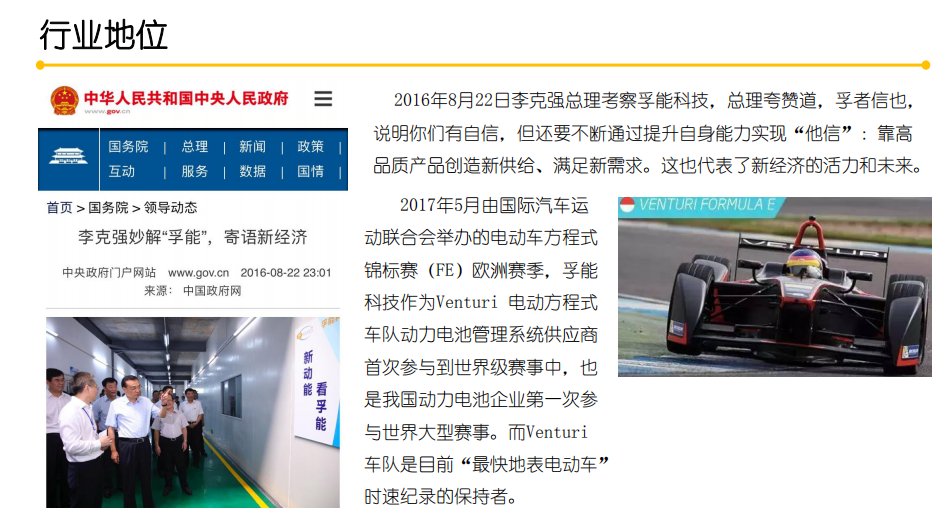 行业地位
中华人民共和国中央人民政府
www.gov.cn
国务院 | 总理 | 新闻 | 政策 |
互动 | 服务 | 数据 | 国情 |
首页 > 国务院 > 领导动态
李克强妙解“孚能”，寄语新经济
中央政府门户网站 www.gov.cn 2016-08-22 23:01
来源： 中国政府网
新动能
看孚能
2016年8月22日李克强总理考察孚能科技，总理夸赞道，孚者信也，
说明你们有自信，但还要不断通过提升自身能力实现“他信”：靠高
品质产品创造新供给、满足新需求。这也代表了新经济的活力和未来。
2017年5月由国际汽车运
动联合会举办的电动车方程式
锦标赛（FE）欧洲赛季，孚能
科技作为Venturi 电动方程式
车队动力电池管理系统供应商
首次参与到世界级赛事中，也
是我国动力电池企业第一次参
与世界大型赛事。而Venturi
车队是目前“最快地表电动车”
时速纪录的保持者。
VENTURI FORMULA E
VENTURI